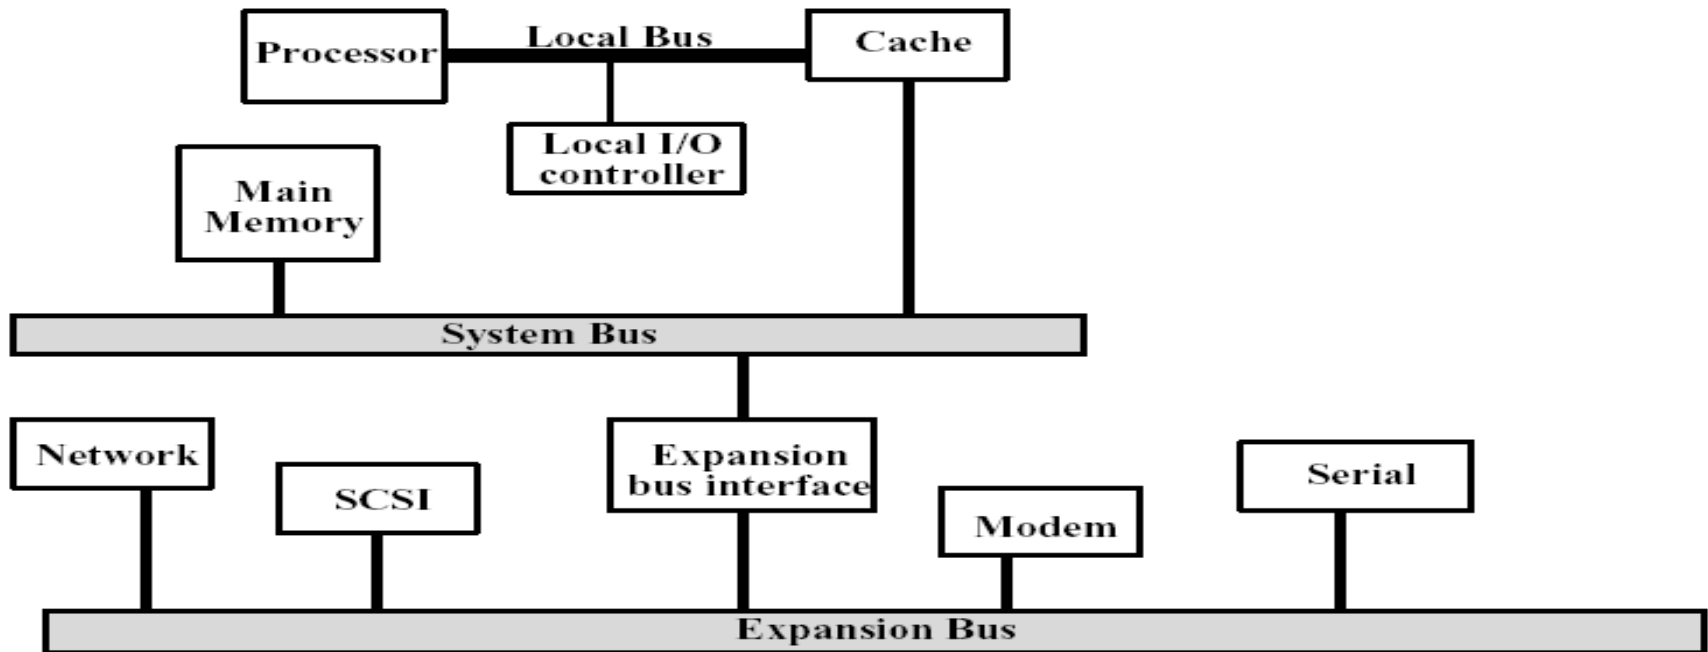 Processor
Local Bus
Cache
Local I/O
controller
Main
Memory
System Bus
Network
SCSI
Expansion
bus interface
Modem
Serial
Expansion Bus